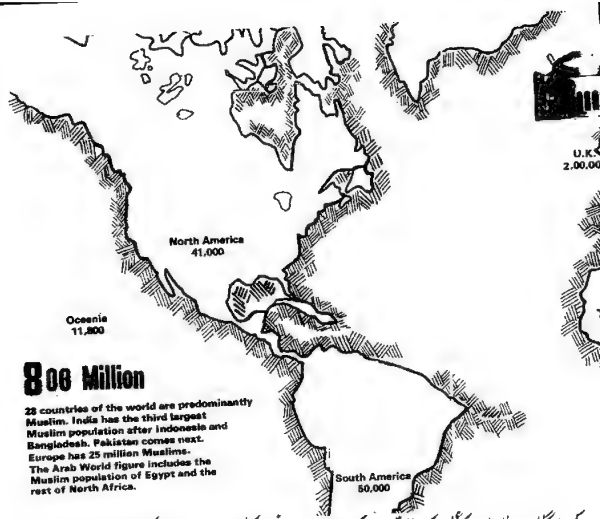 U.K.
2,00,00
North America
41,000
Oceania
11,800
800 Million
28 countries of the world are predominantly
Muslim. India has the third largest
Muslim population after Indonesia and
Bangladesh. Pakistan comes next.
Europe has 25 million Muslims.
The Arab World figure includes the
Muslim population of Egypt and the
rest of North Africa.
South America
50,000